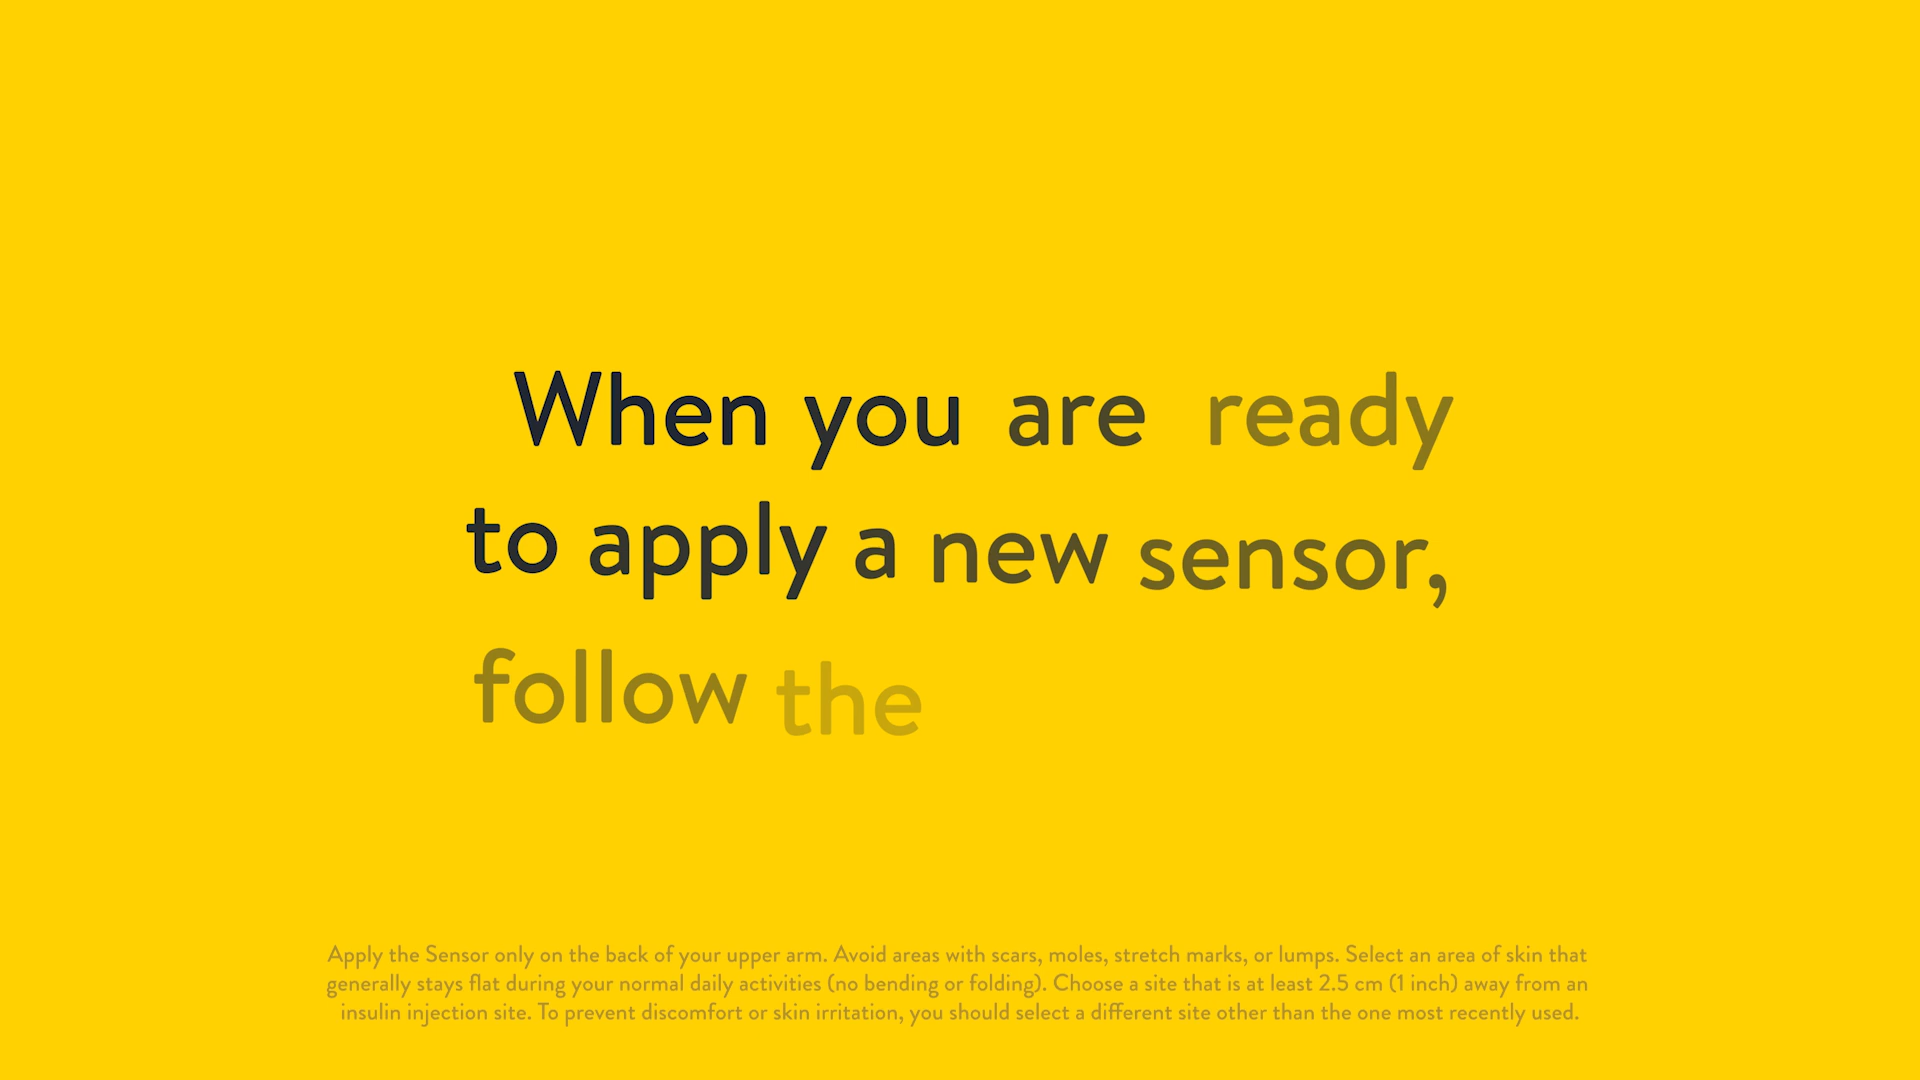 When you are ready
to apply a new sensor,
follow the
Apply the Sensor only on the back of your upper arm. Avoid areas with scars, moles, stretch marks, or lumps. Select an area of skin that
generally stays flat during your normal daily activities (no bending or folding). Choose a site that is at least 2.5 cm (1 inch) away from an
insulin injection site. To prevent discomfort or skin irritation, you should select a different site other than the one most recently used.